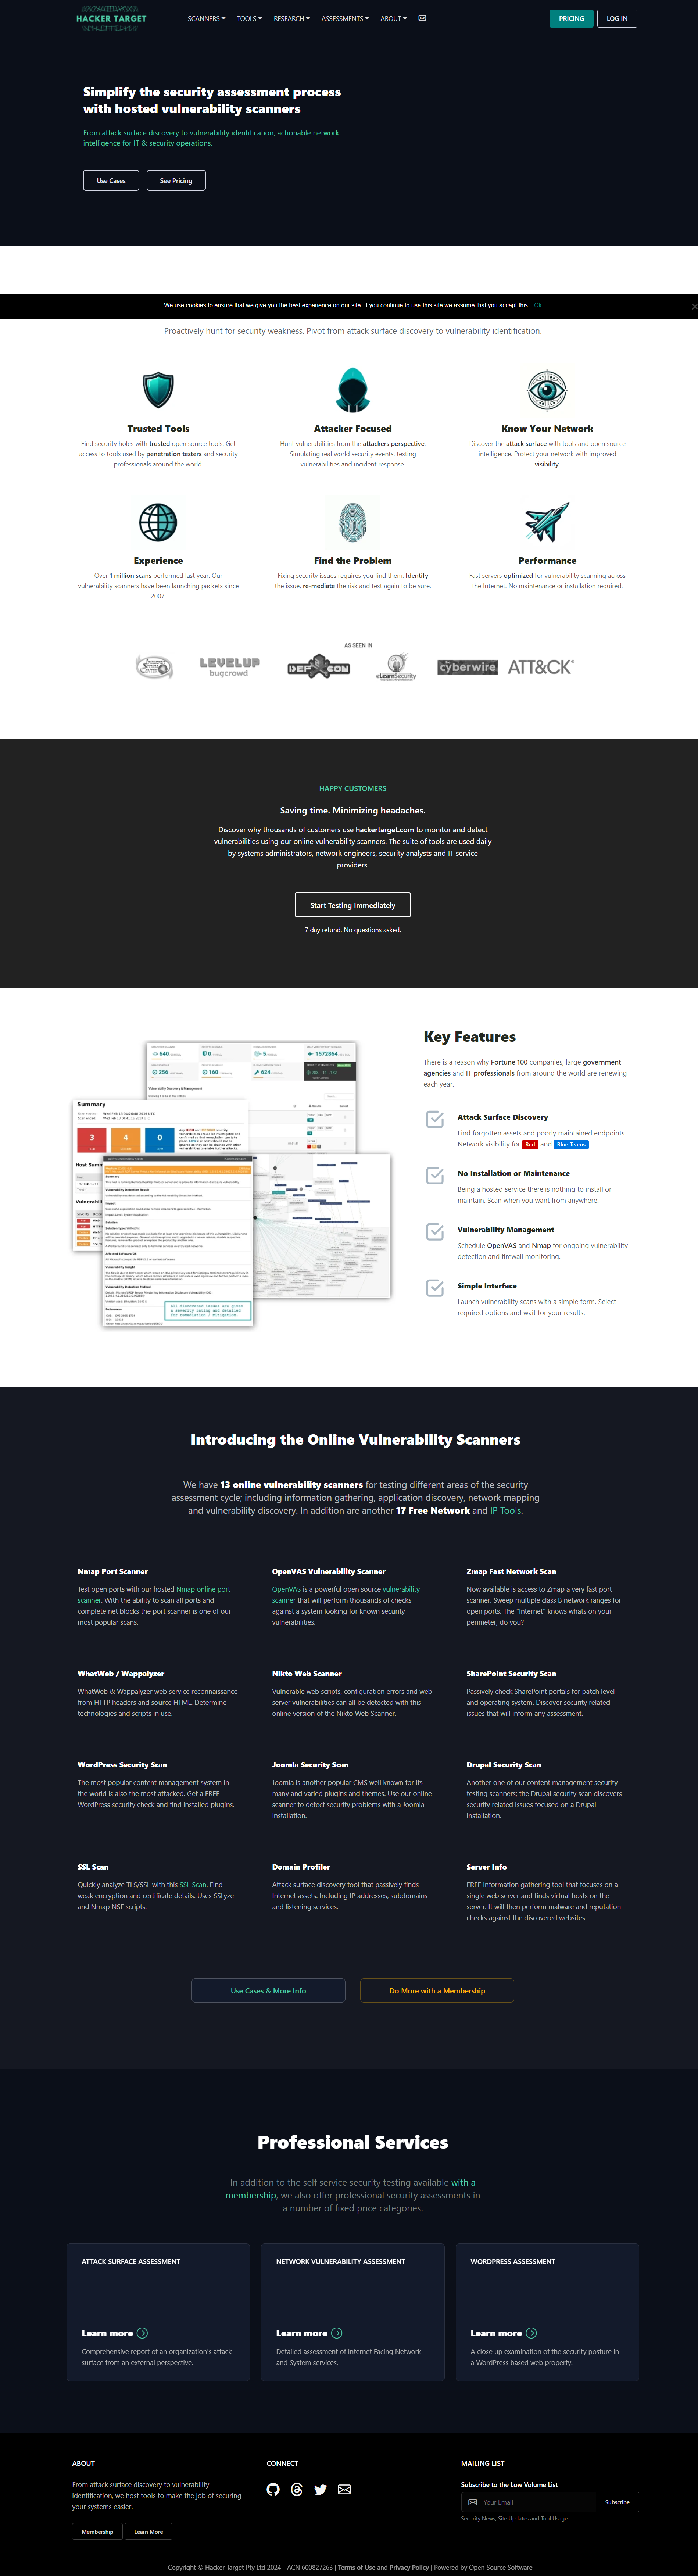 HACKER TARGET
SCANNERS TOOLS RESEARCH ASSESSMENTS ABOUT
PRICING LOG IN
Simplify the security assessment process
with hosted vulnerability scanners
From attack surface discovery to vulnerability identification, actionable network
intelligence for IT & security operations.
Use Cases See Pricing
We use cookies to ensure that we give you the best experience on our site. If you continue to use this site we assume that you accept this. Ok
Proactively hunt for security weakness. Pivot from attack surface discovery to vulnerability identification.
Trusted Tools
Find security holes with trusted open source tools. Get
access to tools used by penetration testers and security
professionals around the world.
Attacker Focused
Hunt vulnerabilities from the attackers perspective.
Simulating real world security events, testing
vulnerabilities and incident response.
Know Your Network
Discover the attack surface with tools and open source
intelligence. Protect your network with improved
visibility.
Experience
Over 1 million scans performed last year. Our
vulnerability scanners have been launching packets since
2007.
Find the Problem
Fixing security issues requires you find them. Identify
the issue, re-mediate the risk and test again to be sure.
Performance
Fast servers optimized for vulnerability scanning across
the Internet. No maintenance or installation required.
AS SEEN IN
LEVELUP
bugcrowd
DEF CON
eLearnSecurity
cyberwire
ATT&CK
HAPPY CUSTOMERS
Saving time. Minimizing headaches.
Discover why thousands of customers use hackertarget.com to monitor and detect
vulnerabilities using our online vulnerability scanners. The suite of tools are used daily
by systems administrators, network engineers, security analysts and IT service
providers.
Start Testing Immediately
7 day refund. No questions asked.
640
0
5
1572864
256
160
624
Vulnerability Discovery & Management
Summary
3 4 0
Host Summary
Summary
Impact
Solution
Vulnerability Insight
Vulnerability Detection Method
References
All discovered issues are given
a severity rating and detailed
for remediation / mitigation.
Key Features
There is a reason why Fortune 100 companies, large government
agencies and IT professionals from around the world are renewing
each year.
Attack Surface Discovery
Find forgotten assets and poorly maintained endpoints.
Network visibility for Red and Blue Teams
No Installation or Maintenance
Being a hosted service there is nothing to install or
maintain. Scan when you want from anywhere.
Vulnerability Management
Schedule OpenVAS and Nmap for ongoing vulnerability
detection and firewall monitoring.
Simple Interface
Launch vulnerability scans with a simple form. Select
required options and wait for your results.
Introducing the Online Vulnerability Scanners
We have 13 online vulnerability scanners for testing different areas of the security
assessment cycle; including information gathering, application discovery, network mapping
and vulnerability discovery. In addition are another 17 Free Network and IP Tools.
Nmap Port Scanner
Test open ports with our hosted Nmap online port
scanner. With the ability to scan all ports and
complete net blocks the port scanner is one of our
most popular scans.
OpenVAS Vulnerability Scanner
OpenVAS is a powerful open source vulnerability
scanner that will perform thousands of checks
against a system looking for known security
vulnerabilities.
Zmap Fast Network Scan
Now available is access to Zmap a very fast port
scanner. Sweep multiple class B network ranges for
open ports. The "Internet" knows whats on your
perimeter, do you?
WhatWeb / Wappalyzer
WhatWeb & Wappalyzer web service reconnaissance
from HTTP headers and source HTML. Determine
technologies and scripts in use.
Nikto Web Scanner
Vulnerable web scripts, configuration errors and web
server vulnerabilities can all be detected with this
online version of the Nikto Web Scanner.
SharePoint Security Scan
Passively check SharePoint portals for patch level
and operating system. Discover security related
issues that will inform any assessment.
WordPress Security Scan
The most popular content management system in
the world is also the most attacked. Get a FREE
WordPress security check and find installed plugins.
Joomla Security Scan
Joomla is another popular CMS well known for its
many and varied plugins and themes. Use our online
scanner to detect security problems with a Joomla
installation.
Drupal Security Scan
Another one of our content management security
testing scanners; the Drupal security scan discovers
security related issues focused on a Drupal
installation.
SSL Scan
Quickly analyze TLS/SSL with this SSL Scan. Find
weak encryption and certificate details. Uses SSLyze
and Nmap NSE scripts.
Domain Profiler
Attack surface discovery tool that passively finds
Internet assets. Including IP addresses, subdomains
and listening services.
Server Info
FREE Information gathering tool that focuses on a
single web server and finds virtual hosts on the
server. It will then perform malware and reputation
checks against the discovered websites.
Use Cases & More Info Do More with a Membership
Professional Services
In addition to the self service security testing available with a
membership, we also offer professional security assessments in
a number of fixed price categories.
ATTACK SURFACE ASSESSMENT
Learn more
Comprehensive report of an organization's attack
surface from an external perspective.
NETWORK VULNERABILITY ASSESSMENT
Learn more
Detailed assessment of Internet Facing Network
and System services.
WORDPRESS ASSESSMENT
Learn more
A close up examination of the security posture in
a WordPress based web property.
ABOUT
From attack surface discovery to vulnerability
identification, we host tools to make the job of securing
your systems easier.
Membership Learn More
CONNECT
MAILING LIST
Subscribe to the Low Volume List
Your Email Subscribe
Security News, Site Updates and Tool Usage
Copyright © Hacker Target Pty Ltd 2024 - ACN 600827263 | Terms of Use and Privacy Policy | Powered by Open Source Software